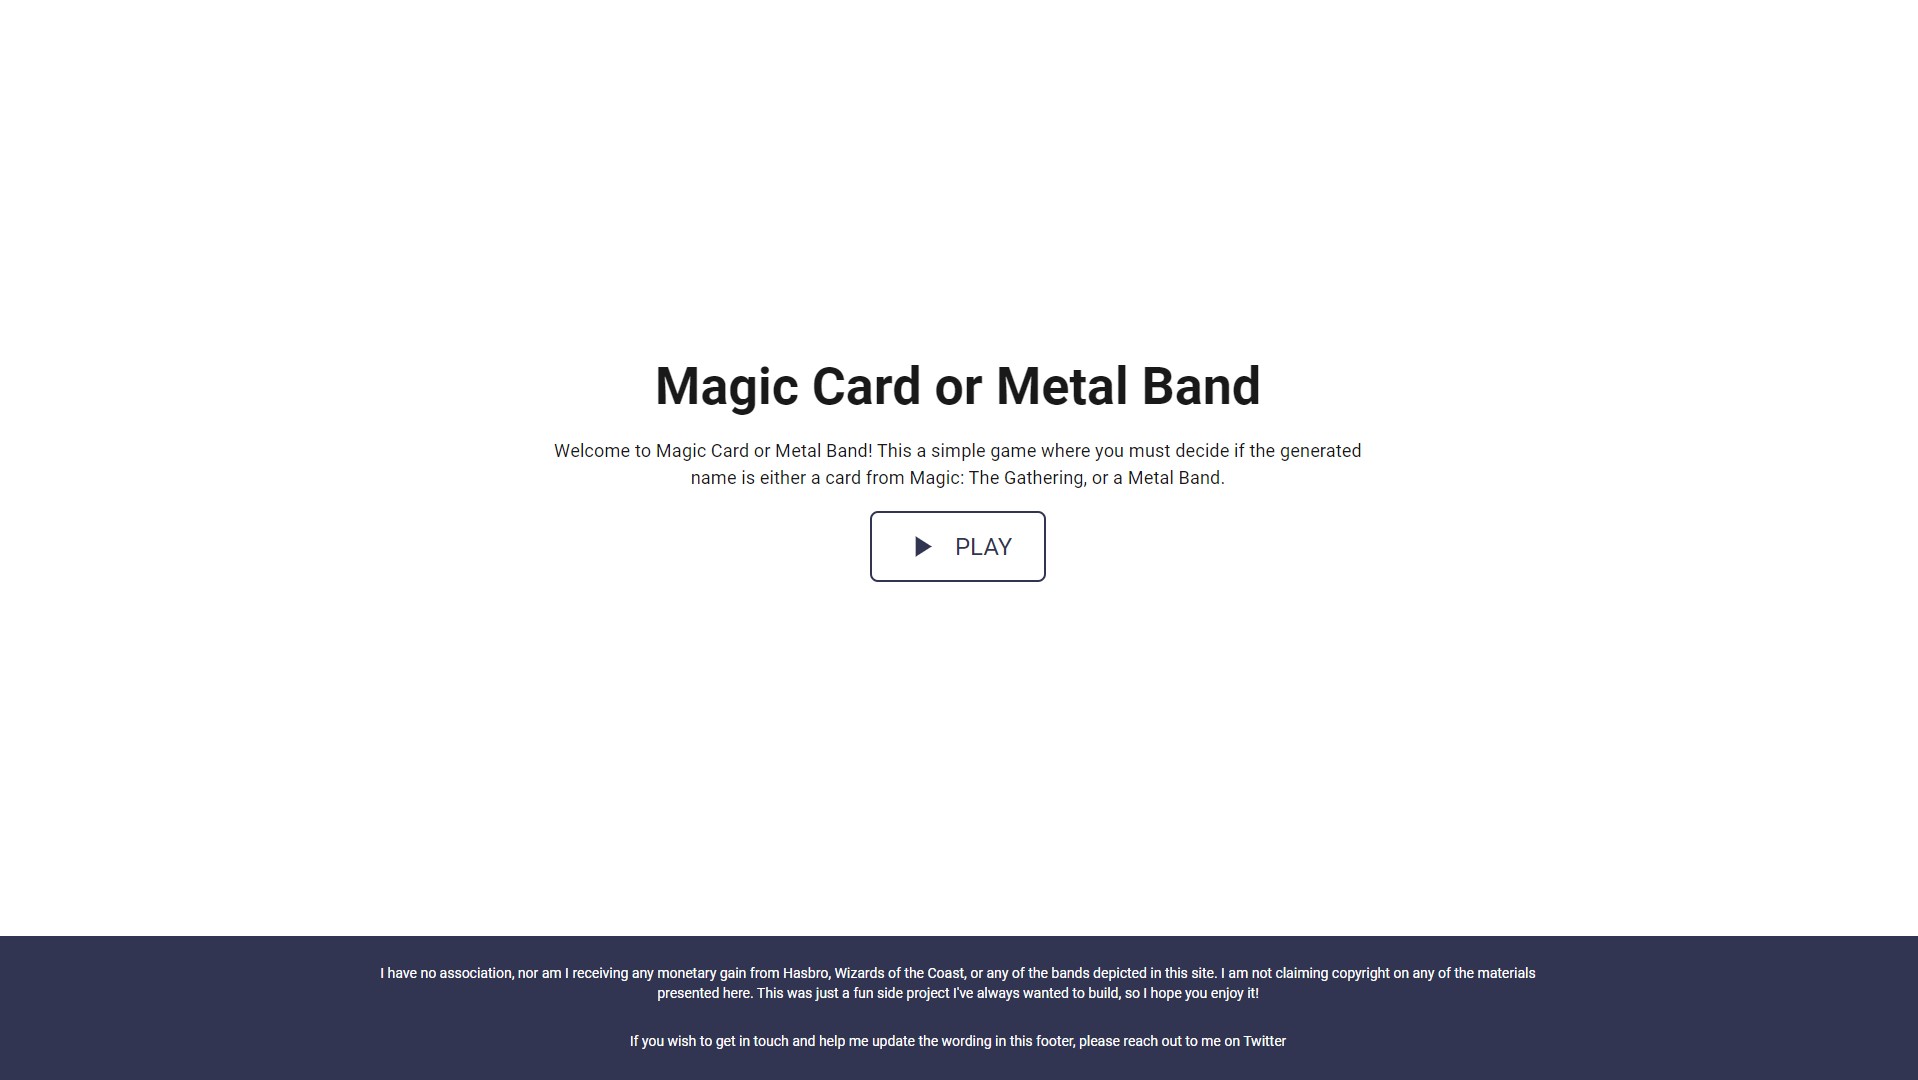 Magic Card or Metal Band
Welcome to Magic Card or Metal Band! This a simple game where you must decide if the generated
name is either a card from Magic: The Gathering, or a Metal Band.
PLAY
I have no association, nor am I receiving any monetary gain from Hasbro, Wizards of the Coast, or any of the bands depicted in this site. I am not claiming copyright on any of the materials
presented here. This was just a fun side project I've always wanted to build, so I hope you enjoy it!
If you wish to get in touch and help me update the wording in this footer, please reach out to me on Twitter